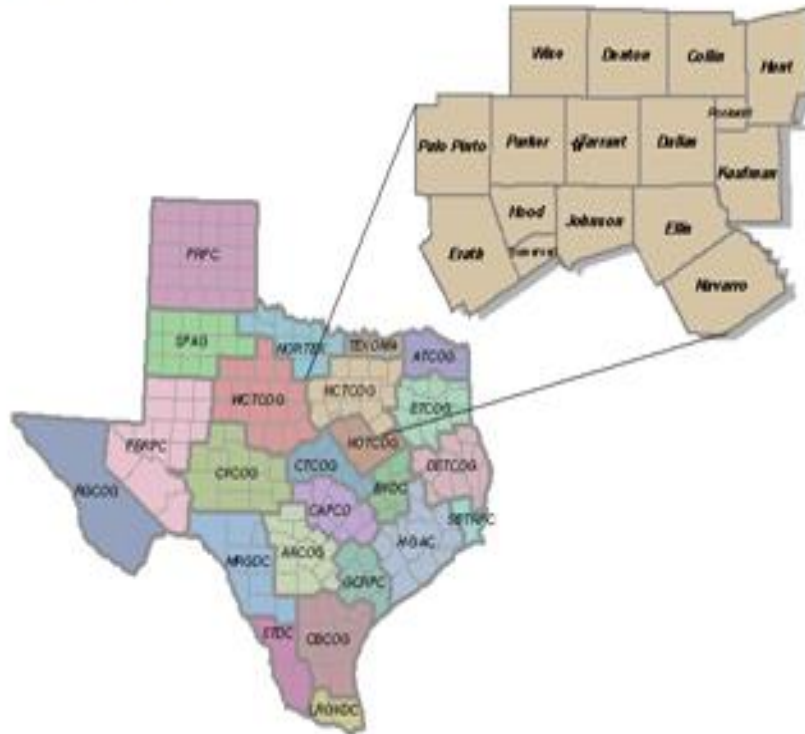 Wise
Denton
Collin
Hunt
Rockwall
Palo Pinto
Parker
Tarrant
Dallas
Kaufman
Hood
Johnson
Ellis
Erath
Somervell
Navarro
PRPC
SPAG
NORTEX
TEXOMA
ATCOG
WCTCOG
NCTCOG
ETCOG
PBRPC
HOTCOG
RGCOG
CVCOG
CTCOG
BVDC
DETCOG
CAPCO
SETRPC
H-GAC
MRGDC
AACOG
GCRPC
STDC
CBCOG
LRGVDC